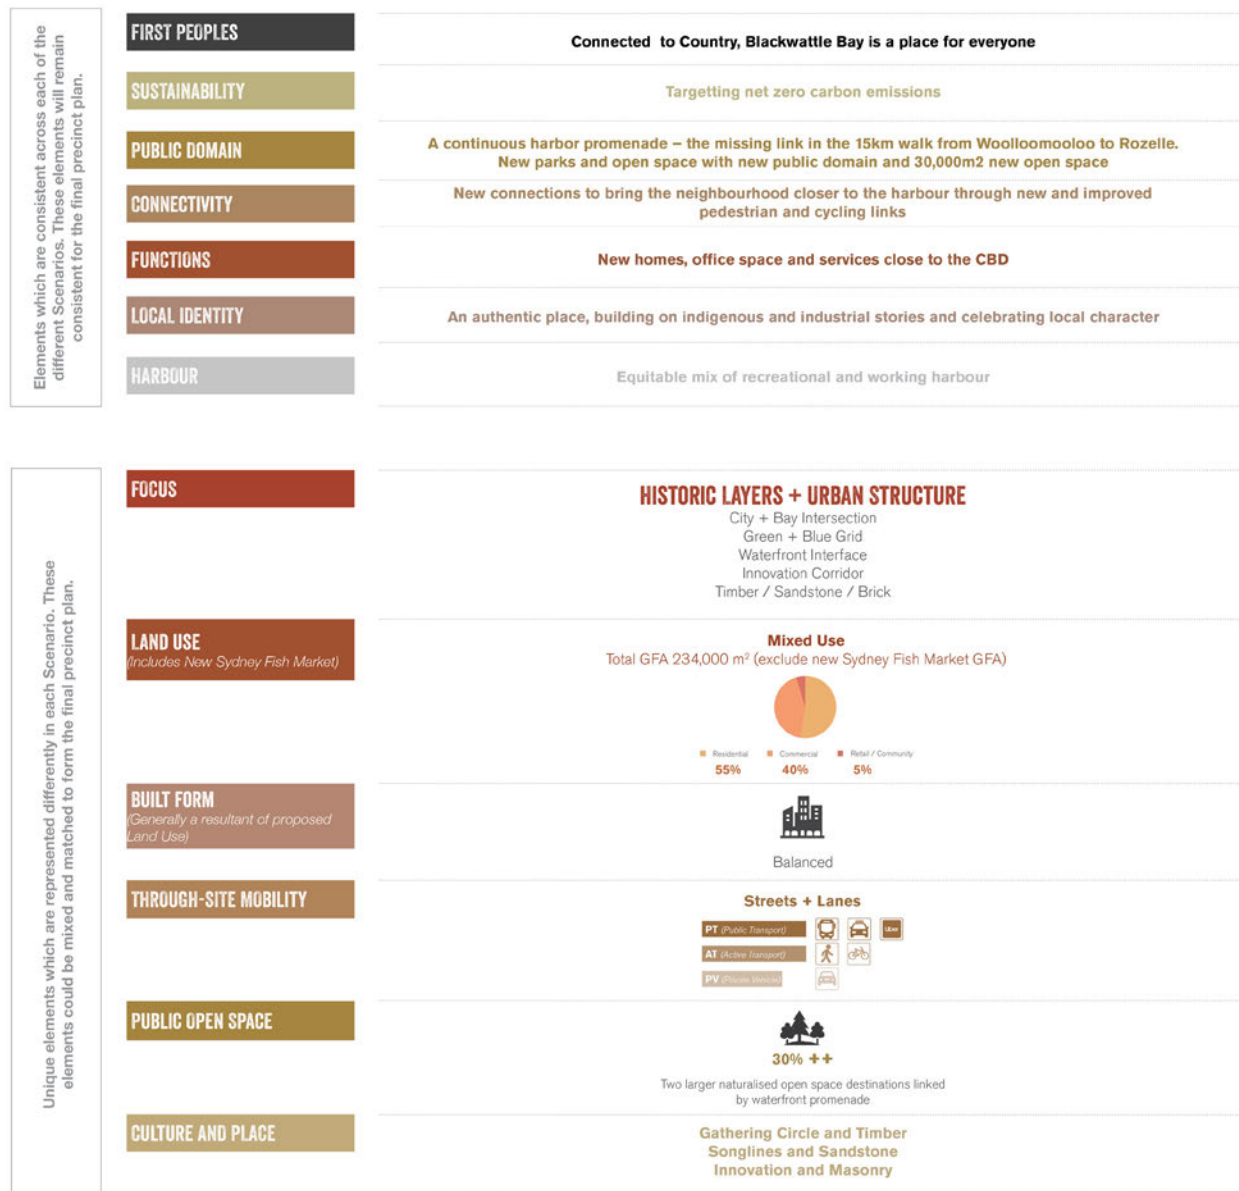 Elements which are consistent across each of the
different Scenarios. These elements will remain
consistent for the final precinct plan.
FIRST PEOPLES
Connected to Country, Blackwattle Bay is a place for everyone
SUSTAINABILITY
Targetting net zero carbon emissions
PUBLIC DOMAIN
A continuous harbor promenade – the missing link in the 15km walk from Woolloomooloo to Rozelle.
New parks and open space with new public domain and 30,000m2 new open space
CONNECTIVITY
New connections to bring the neighbourhood closer to the harbour through new and improved
pedestrian and cycling links
FUNCTIONS
New homes, office space and services close to the CBD
LOCAL IDENTITY
An authentic place, building on indigenous and industrial stories and celebrating local character
HARBOUR
Equitable mix of recreational and working harbour
Unique elements which are represented differently in each Scenario. These
elements could be mixed and matched to form the final precinct plan.
FOCUS
HISTORIC LAYERS + URBAN STRUCTURE
City + Bay Intersection
Green + Blue Grid
Waterfront Interface
Innovation Corridor
Timber / Sandstone / Brick
LAND USE
(Includes New Sydney Fish Market)
Mixed Use
Total GFA 234,000 m² (exclude new Sydney Fish Market GFA)
Residential Commercial Retail / Community
55% 40% 5%
BUILT FORM
(Generally a resultant of proposed
Land Use)
Balanced
THROUGH-SITE MOBILITY
Streets + Lanes
PT (Public Transport) Uber
AT (Active Transport)
PV (Private Vehicles)
PUBLIC OPEN SPACE
30% ++
Two larger naturalised open space destinations linked
by waterfront promenade
CULTURE AND PLACE
Gathering Circle and Timber
Songlines and Sandstone
Innovation and Masonry